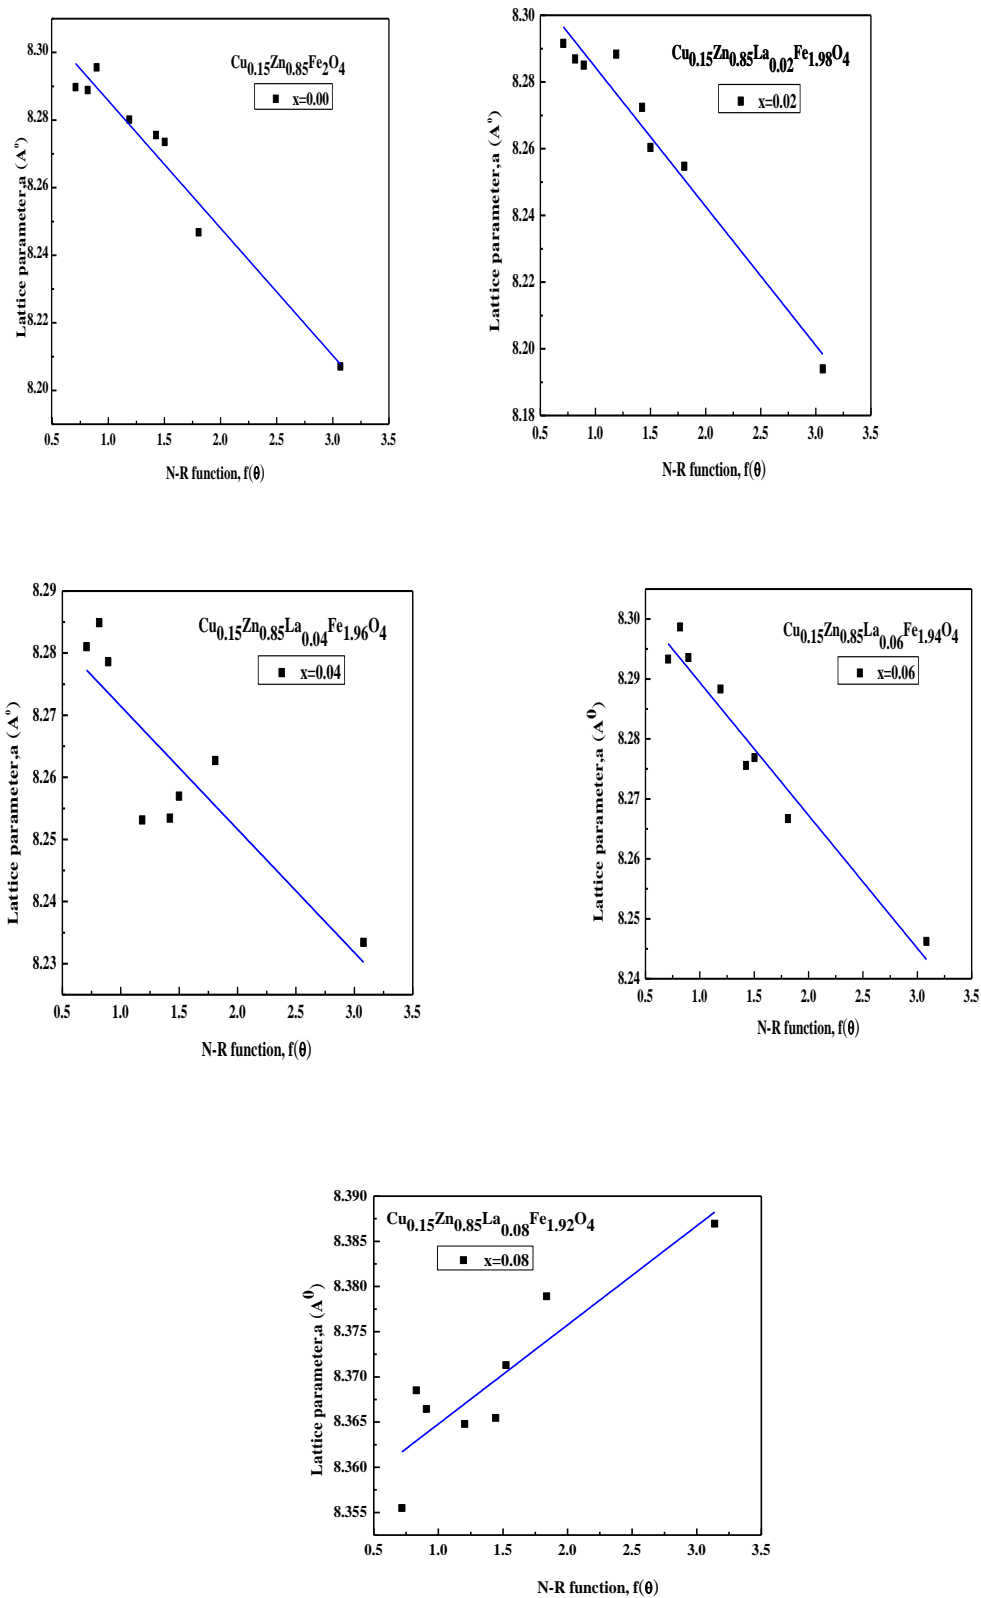 Cu0.15Zn0.85Fe2O4
x=0.00
Lattice parameter,a (A°)
8.30
8.28
8.26
8.24
8.22
8.20
0.5 1.0 1.5 2.0 2.5 3.0 3.5
N-R function, f(θ)
Cu0.15Zn0.85La0.02Fe1.98O4
x=0.02
Lattice parameter,a (A°)
8.30
8.28
8.26
8.24
8.22
8.20
8.18
0.5 1.0 1.5 2.0 2.5 3.0 3.5
N-R function, f(θ)
Cu0.15Zn0.85La0.04Fe1.96O4
x=0.04
Lattice parameter,a (A°)
8.29
8.28
8.27
8.26
8.25
8.24
8.23
0.5 1.0 1.5 2.0 2.5 3.0 3.5
N-R function, f(θ)
Cu0.15Zn0.85La0.06Fe1.94O4
x=0.06
Lattice parameter,a (A0)
8.30
8.29
8.28
8.27
8.26
8.25
8.24
0.5 1.0 1.5 2.0 2.5 3.0 3.5
N-R function, f(θ)
Cu0.15Zn0.85La0.08Fe1.92O4
x=0.08
Lattice parameter,a (A0)
8.390
8.385
8.380
8.375
8.370
8.365
8.360
8.355
0.5 1.0 1.5 2.0 2.5 3.0 3.5
N-R function, f(θ)